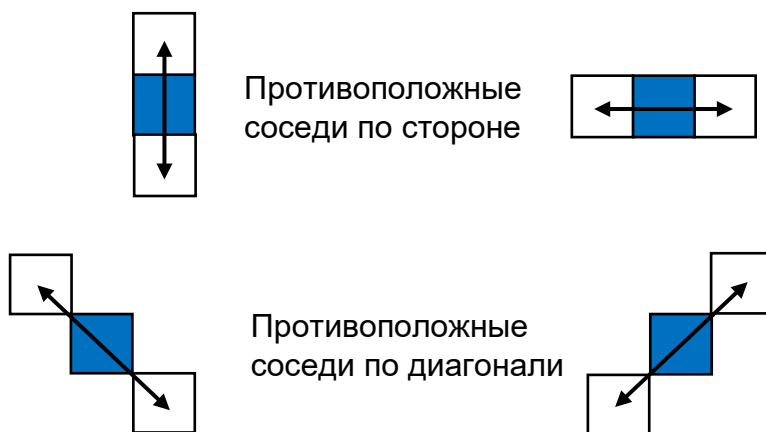 Противоположные
соседи по стороне
Противоположные
соседи по диагонали